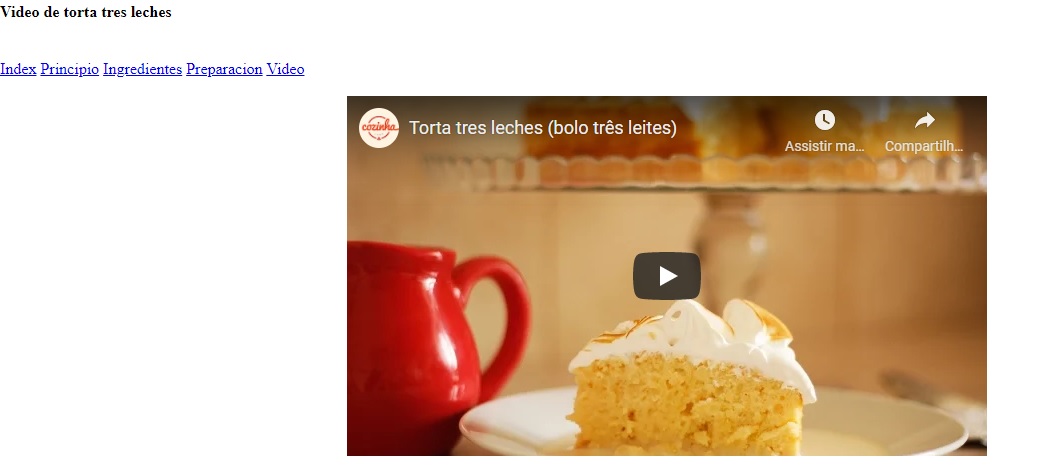 Video de torta tres leches
Index Principio Ingredientes Preparacion Video
cozinha
Torta tres leches (bolo três leites)
Assistir ma...
Compartilh...